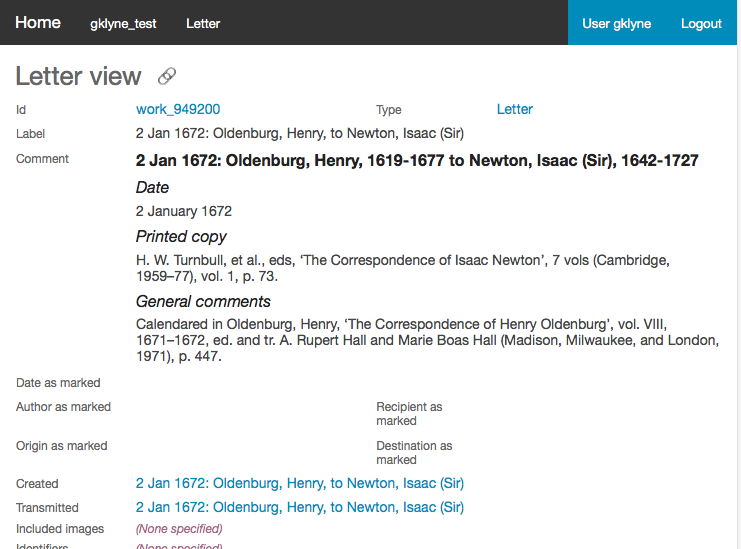 Home gklyne_test Letter User gklyne Logout
Letter view
Id work_949200 Type Letter
Label 2 Jan 1672: Oldenburg, Henry, to Newton, Isaac (Sir)
Comment 2 Jan 1672: Oldenburg, Henry, 1619-1677 to Newton, Isaac (Sir), 1642-1727
Date
2 January 1672
Printed copy
H. W. Turnbull, et al., eds, ‘The Correspondence of Isaac Newton’, 7 vols (Cambridge,
1959–77), vol. 1, p. 73.
General comments
Calendared in Oldenburg, Henry, ‘The Correspondence of Henry Oldenburg’, vol. VIII,
1671–1672, ed. and tr. A. Rupert Hall and Marie Boas Hall (Madison, Milwaukee, and London,
1971), p. 447.
Date as marked
Author as marked Recipient as
marked
Origin as marked Destination as
marked
Created 2 Jan 1672: Oldenburg, Henry, to Newton, Isaac (Sir)
Transmitted 2 Jan 1672: Oldenburg, Henry, to Newton, Isaac (Sir)
Included images (None specified)
Identifiers (None specified)